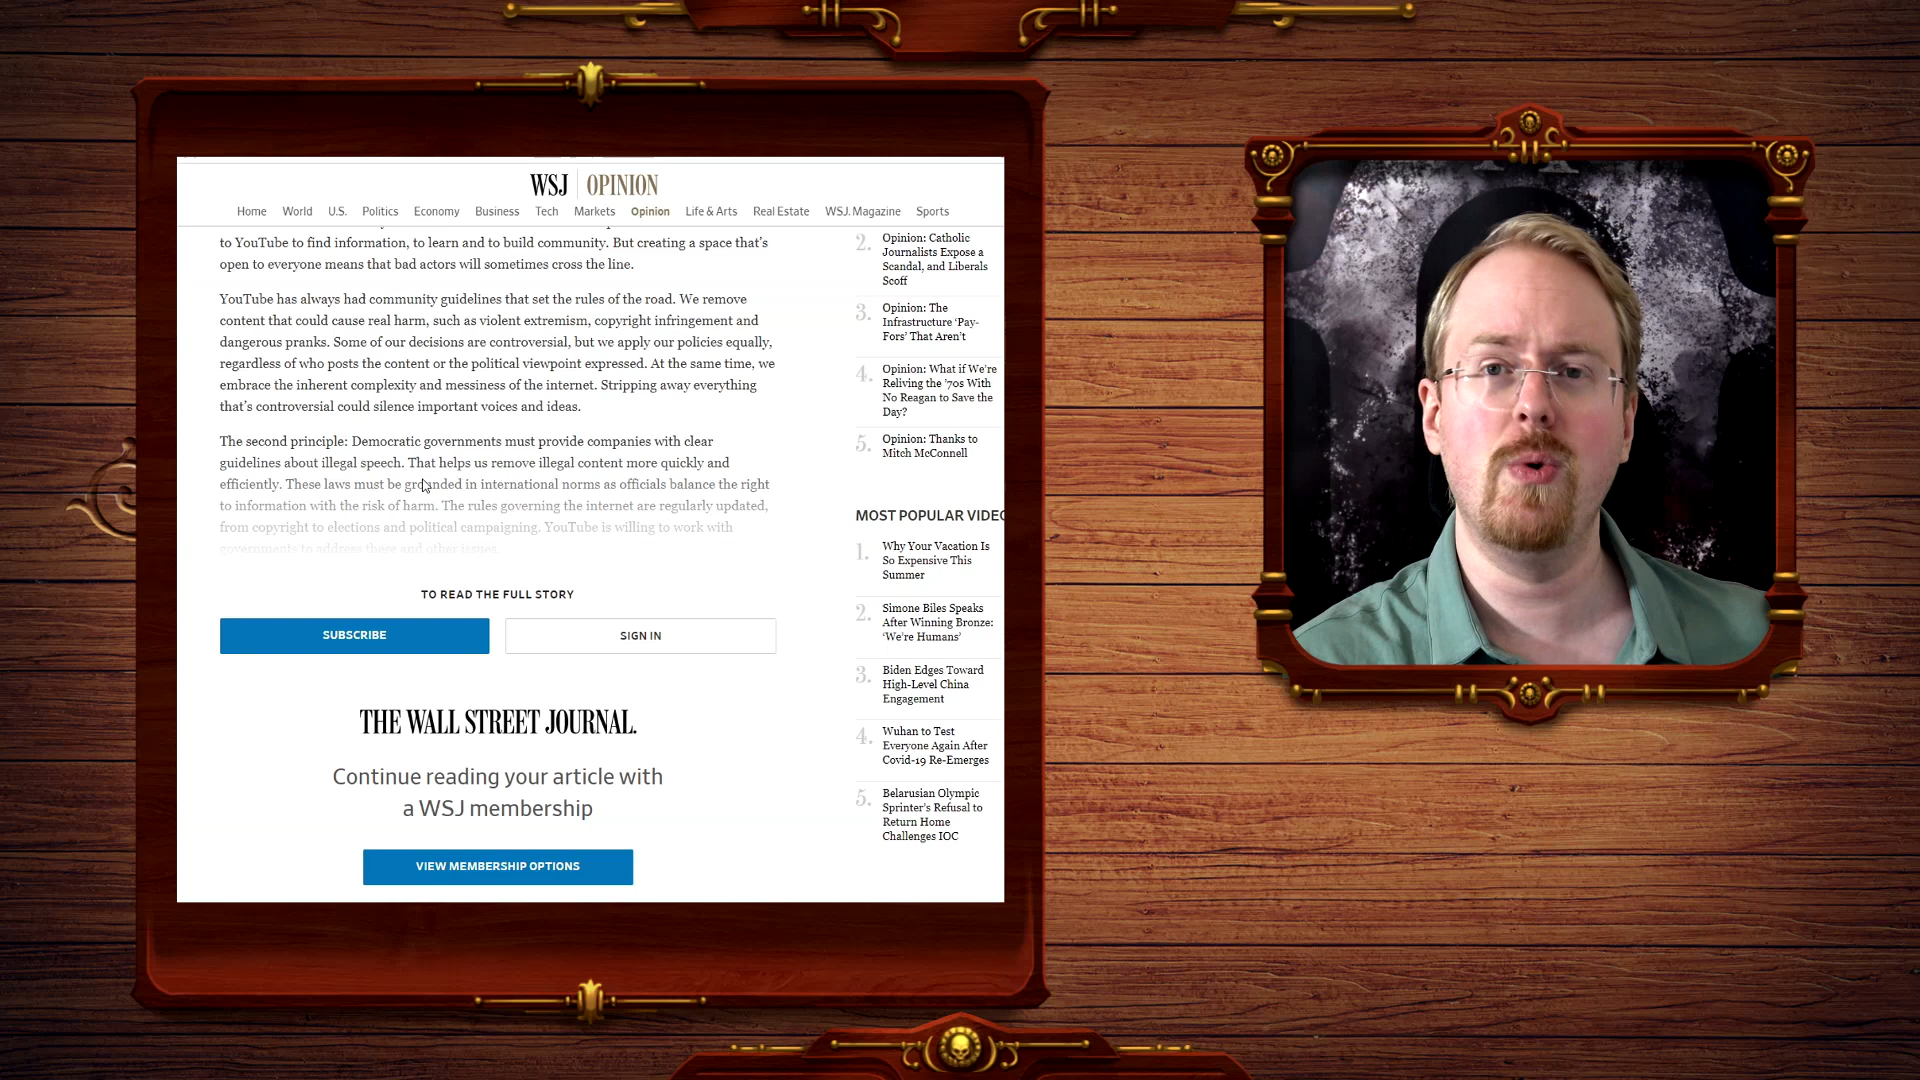 WSJ OPINION
Home World U.S. Politics Economy Business Tech Markets Opinion Life & Arts Real Estate WSJ. Magazine Sports
to YouTube to find information, to learn and to build community. But creating a space that's
open to everyone means that bad actors will sometimes cross the line.
YouTube has always had community guidelines that set the rules of the road. We remove
content that could cause real harm, such as violent extremism, copyright infringement and
dangerous pranks. Some of our decisions are controversial, but we apply our policies equally,
regardless of who posts the content or the political viewpoint expressed. At the same time, we
embrace the inherent complexity and messiness of the internet. Stripping away everything
that's controversial could silence important voices and ideas.
The second principle: Democratic governments must provide companies with clear
guidelines about illegal speech. That helps us remove illegal content more quickly and
efficiently. These laws must be grounded in international norms as officials balance the right
to information with the risk of harm. The rules governing the internet are regularly updated,
from copyright to elections and political campaigning. YouTube is willing to work with
governments to address these and other issues.
TO READ THE FULL STORY
SUBSCRIBE
SIGN IN
THE WALL STREET JOURNAL.
Continue reading your article with
a WSJ membership
VIEW MEMBERSHIP OPTIONS
2. Opinion: Catholic
Journalists Expose a
Scandal, and Liberals
Scoff
3. Opinion: The
Infrastructure 'Pay-
Fors' That Aren't
4. Opinion: What if We're
Reliving the '70s With
No Reagan to Save the
Day?
5. Opinion: Thanks to
Mitch McConnell
MOST POPULAR VIDEO
1. Why Your Vacation Is
So Expensive This
Summer
2. Simone Biles Speaks
After Winning Bronze:
'We're Humans'
3. Biden Edges Toward
High-Level China
Engagement
4. Wuhan to Test
Everyone Again After
Covid-19 Re-Emerges
5. Belarusian Olympic
Sprinter's Refusal to
Return Home
Challenges IOC